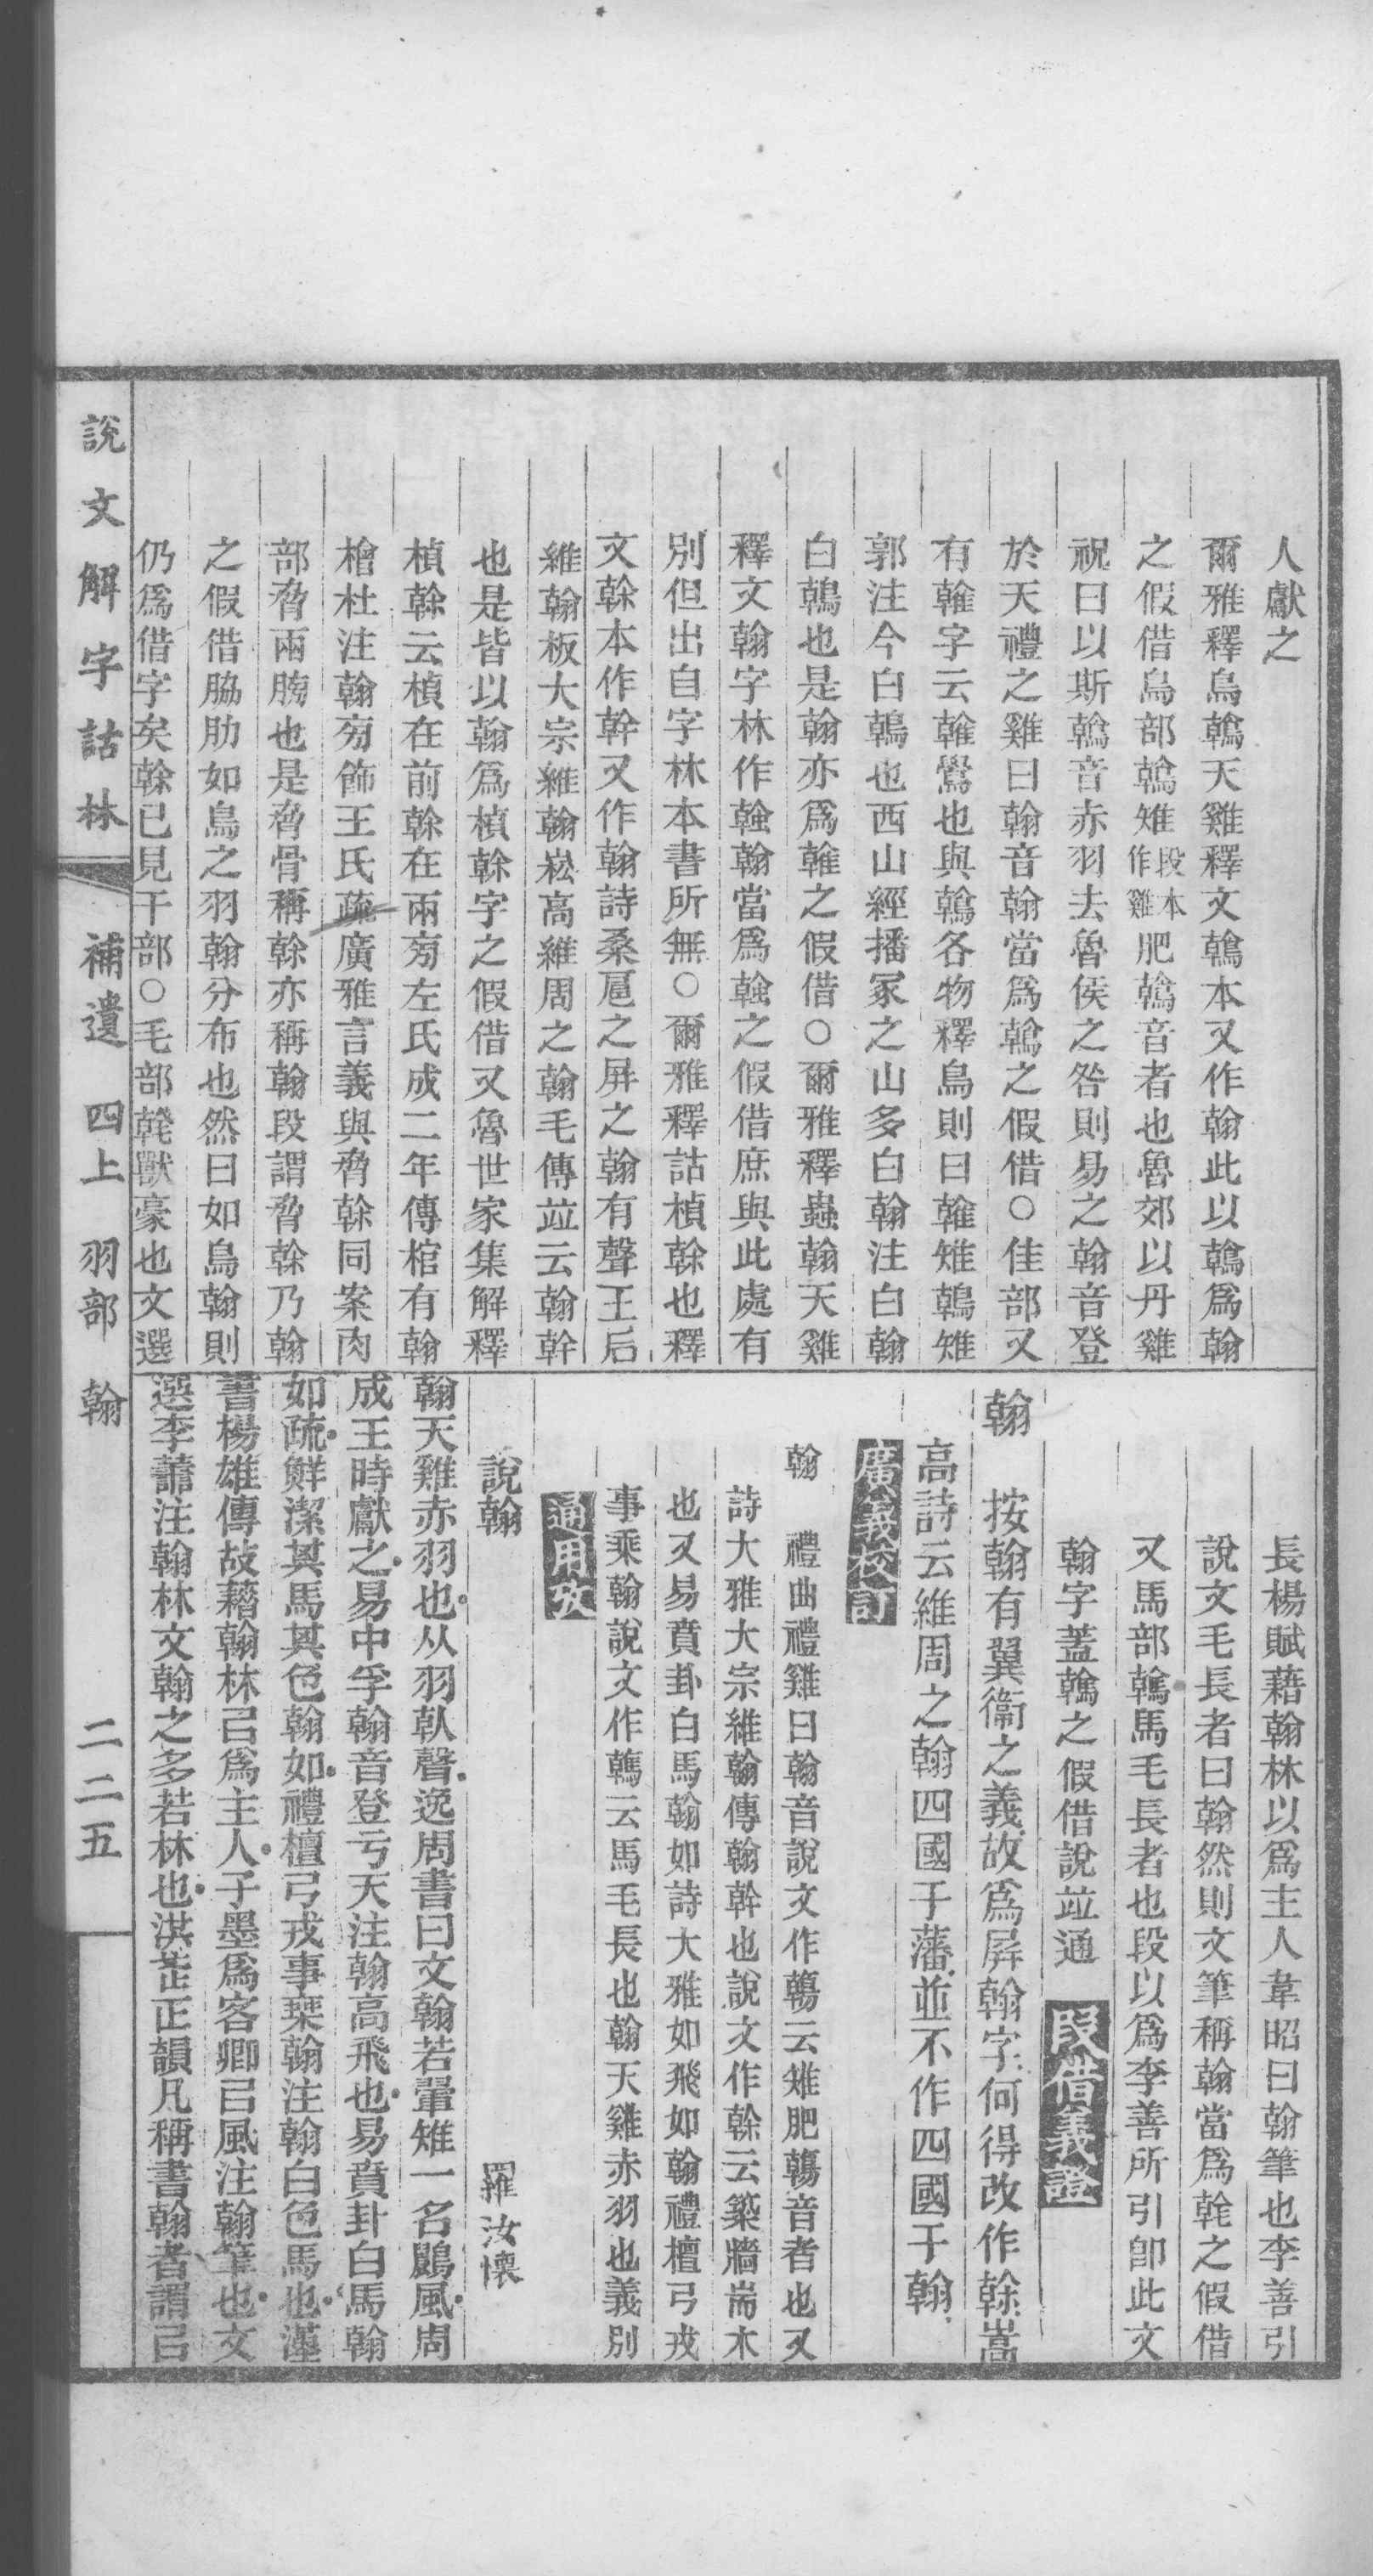 人獻之
爾雅釋鳥鶾天雞釋文鶾本又作翰此以鶾爲翰
之假借鳥部鶾雉段本作雞肥鶾音者也魯郊以丹雞
祝曰以斯鶾音赤羽去魯侯之咎則易之翰音登
於天禮之雞曰翰音翰當爲鶾之假借○隹部又
有雗字云雗鷽也與鶾各物釋鳥則曰雗雉鶾雉
郭注今白鶾也西山經播冢之山多白翰注白翰
白鶾也是翰亦爲雗之假借○爾雅釋蟲翰天雞
釋文翰字林作螒翰當爲螒之假借庶與此處有
別但出自字林本書所無○爾雅釋詁楨榦也釋
文榦本作幹又作翰詩桑扈之屏之翰有聲王后
維翰板大宗維翰崧高維周之翰毛傳竝云翰幹
也是皆以翰爲楨榦字之假借又魯世家集解釋
楨榦云楨在前榦在兩旁左氏成二年傳棺有翰
檜杜注翰旁飾王氏疏廣雅言義與脅榦同案肉
部脅兩膀也是脅骨稱榦亦稱翰段謂脅榦乃翰
之假借脇肋如鳥之羽翰分布也然曰如鳥翰則
仍爲借字矣榦已見干部○毛部毨獸豪也文選
長楊賦藉翰林以爲主人韋昭曰翰筆也李善引
說文毛長者曰翰然則文筆稱翰當爲毨之假借
又馬部鶾馬毛長者也段以爲李善所引卽此文
翰字蓋鶾之假借說竝通　段借義證
翰　按翰有翼衞之義故爲屛翰字何得改作榦嵩
高詩云維周之翰四國于藩並不作四國于翰
廣義校訂
翰　禮曲禮雞曰翰音說文作鶾云雉肥鶾音者也又
詩大雅大宗維翰傳翰幹也說文作榦云築牆耑木
也又易賁卦白馬翰如詩大雅如飛如翰禮檀弓戎
事乘翰說文作鶾云馬毛長也翰天雞赤羽也義別
通用攷
說翰　羅汝懷
翰天雞赤羽也从羽倝聲逸周書曰文翰若翬雉一名鷐風周
成王時獻之易中孚翰音登亏天注翰高飛也易賁卦白馬翰
如疏鮮潔其馬其色翰如禮檀弓戎事椉翰注翰白色馬也漢
書楊雄傳故藉翰林㠯爲主人子墨爲客卿㠯風注翰筆也文
選李善注翰林文翰之多若林也洪武正韻凡稱書翰者謂㠯
說文解字詁林　補遺　四上　羽部　翰　二二五